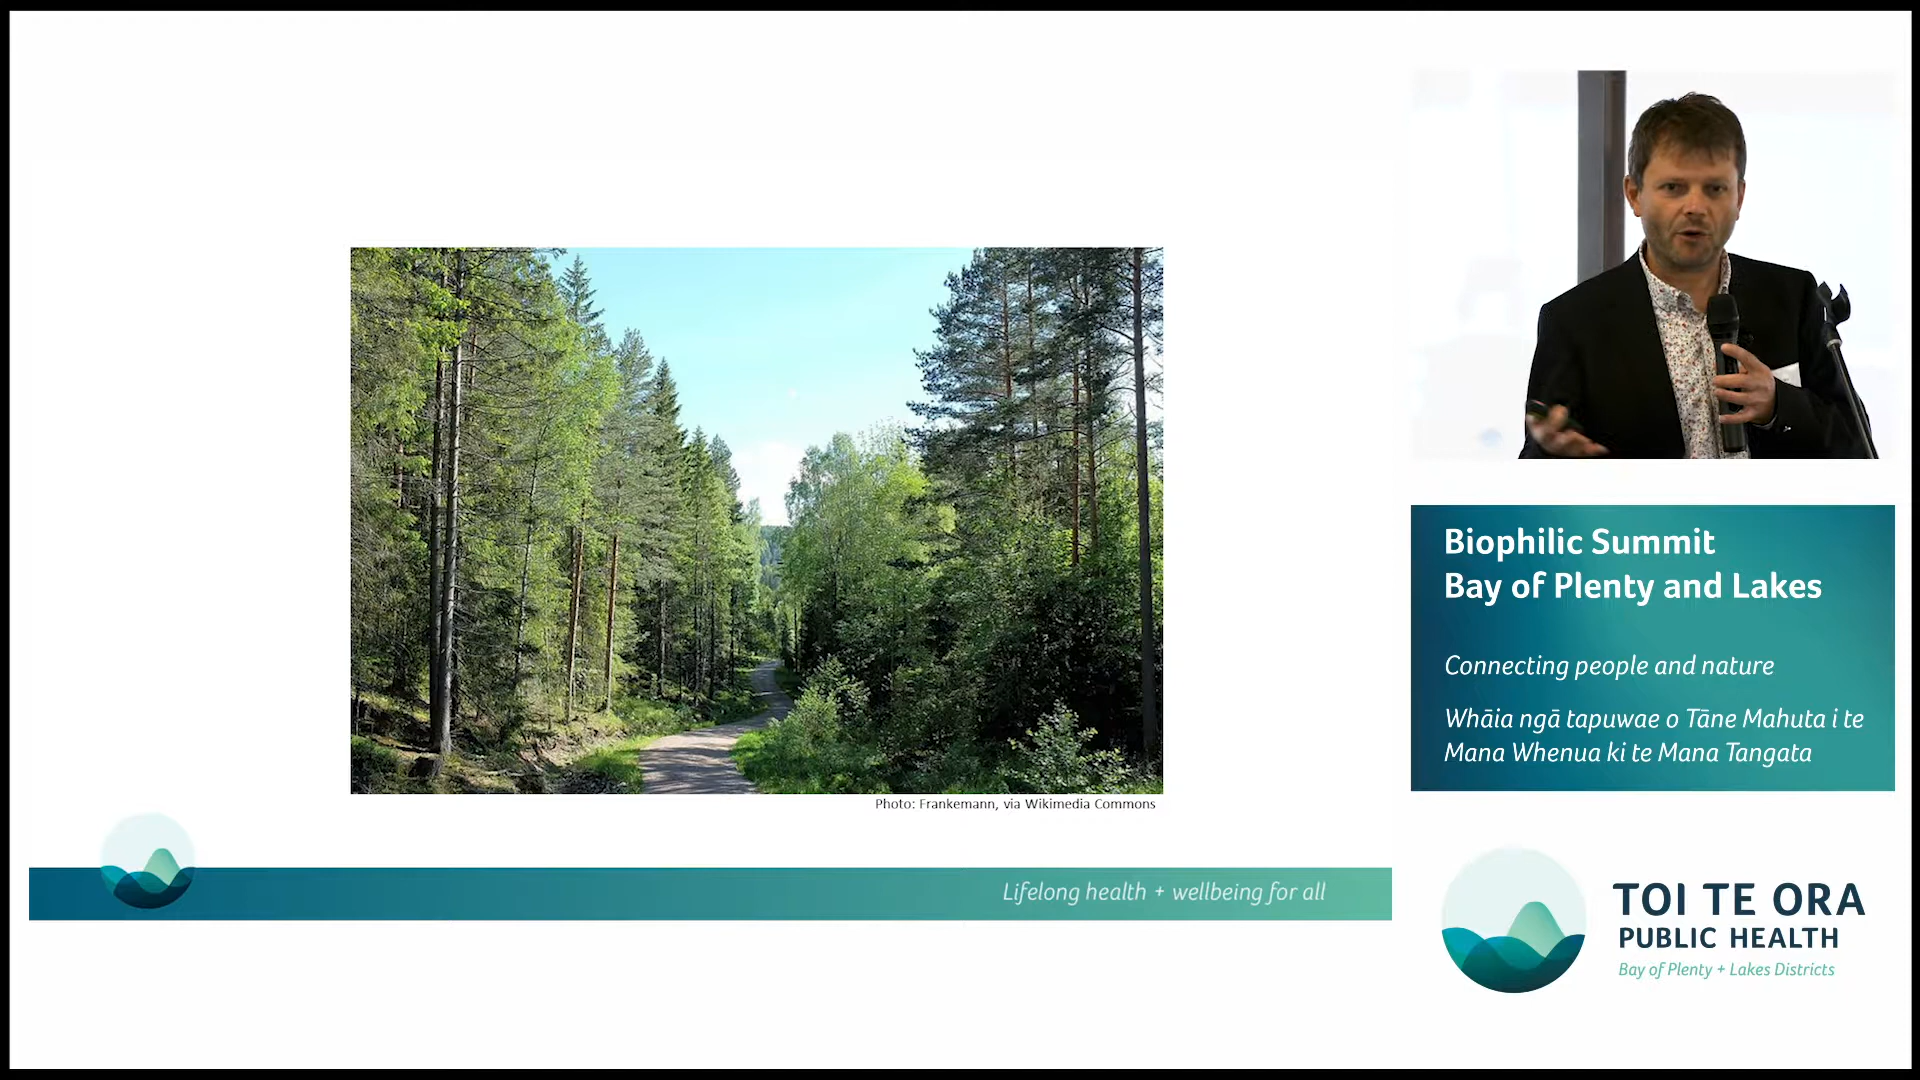 Photo: Frankemann, via Wikimedia Commons
Lifelong health + wellbeing for all
Biophilic Summit
Bay of Plenty and Lakes
Connecting people and nature
Whāia ngā tapuwae o Tāne Mahuta i te
Mana Whenua ki te Mana Tangata
TOI TE ORA
PUBLIC HEALTH
Bay of Plenty + Lakes Districts